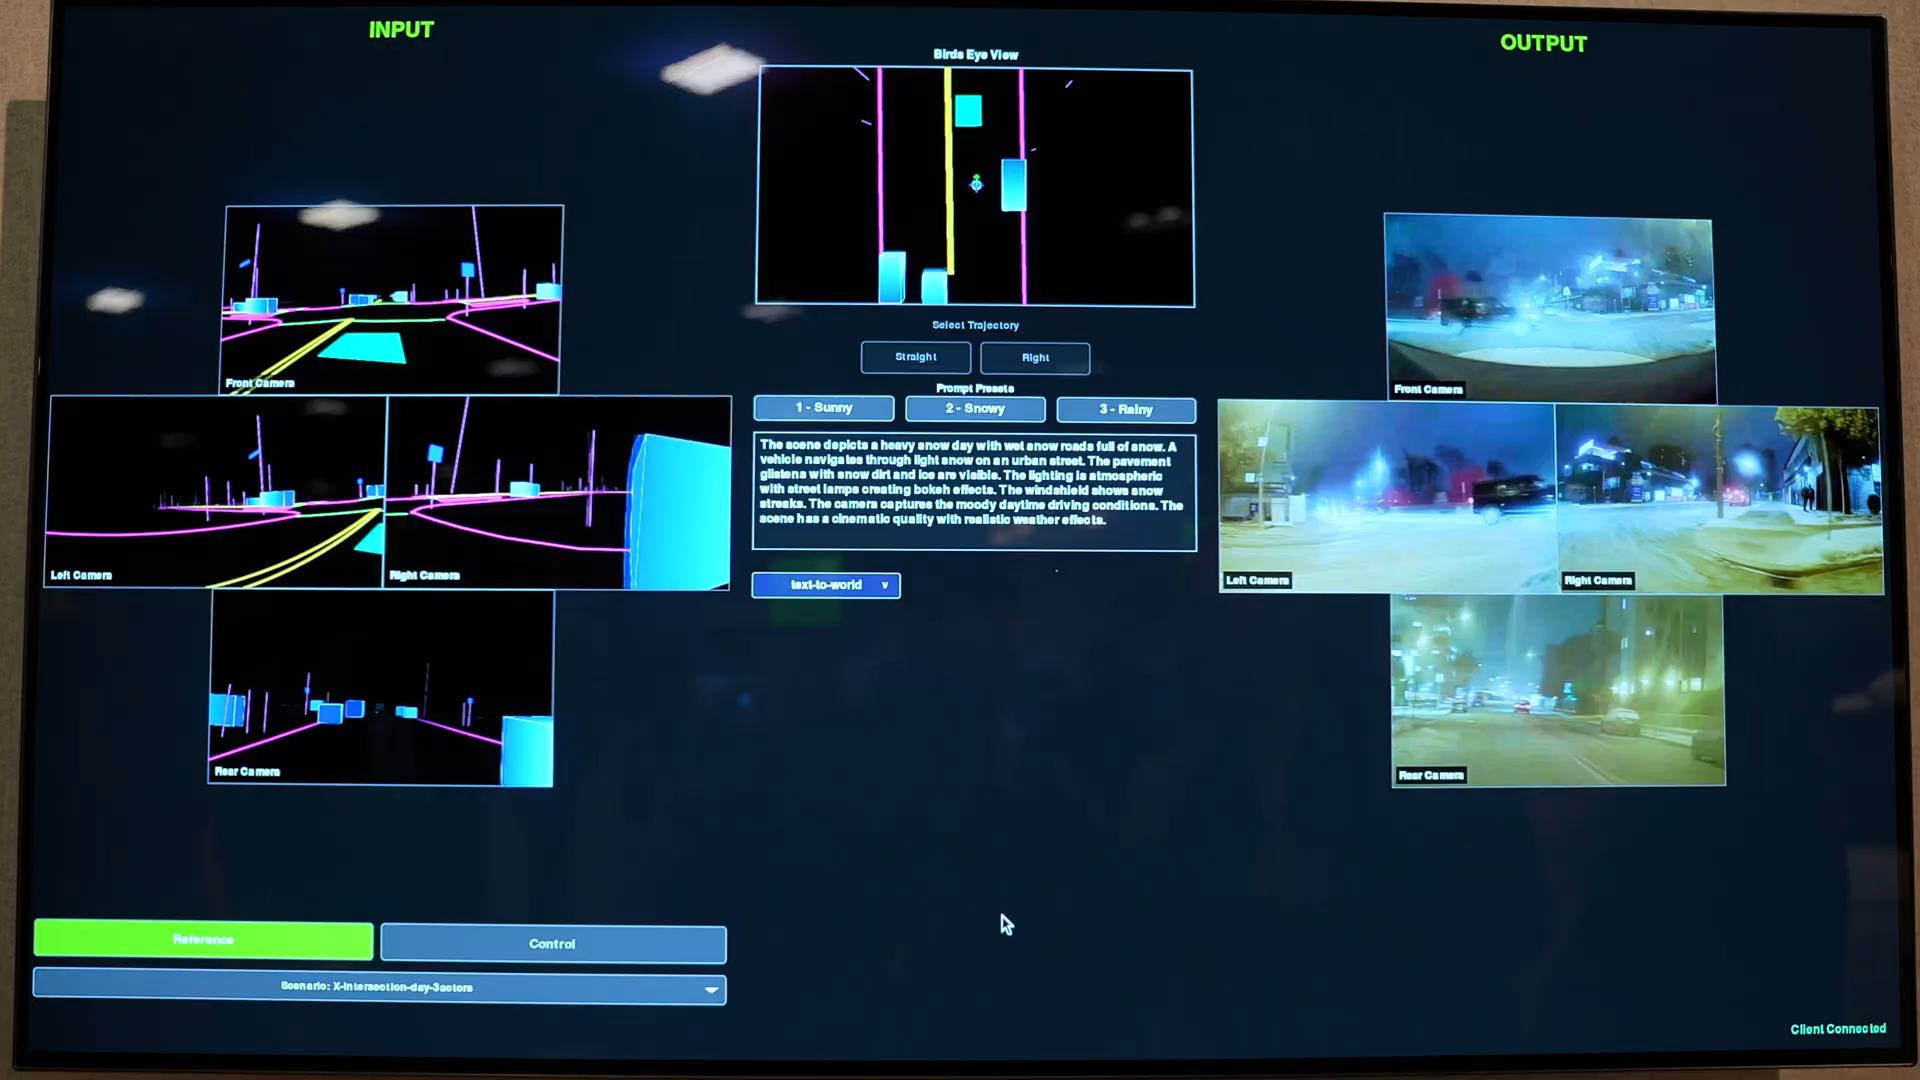 INPUT
OUTPUT
Birds Eye View
Front Camera
Left Camera
Right Camera
Rear Camera
Select Trajectory
Straight
Right
Prompt Presets
1 - Sunny
2 - Snowy
3 - Rainy
The scene depicts a heavy snow day with wet snow roads full of snow. A
vehicle navigates through light snow on an urban street. The pavement
glistens with snow dirt and ice are visible. The lighting is atmospheric
with street lamps creating bokeh effects. The windshield shows snow
streaks. The camera captures the moody daytime driving conditions. The
scene has a cinematic quality with realistic weather effects.
text-to-world
Front Camera
Left Camera
Right Camera
Rear Camera
Reference
Control
Scenario: X-intersection-day-3actors
Client Connected